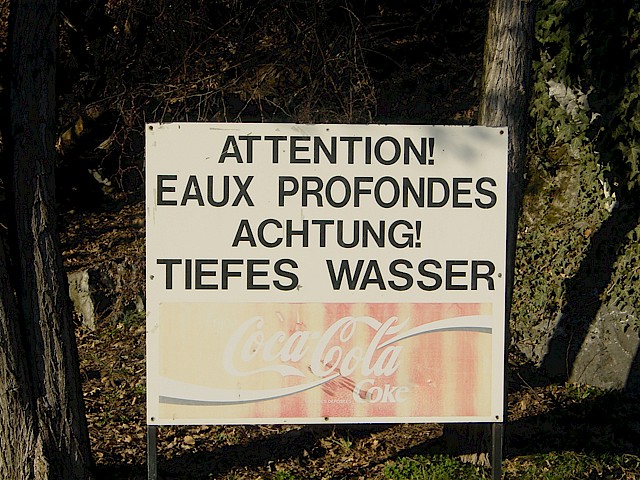 ATTENTION!
EAUX PROFONDES
ACHTUNG!
TIEFES WASSER
Coca-Cola
Coke